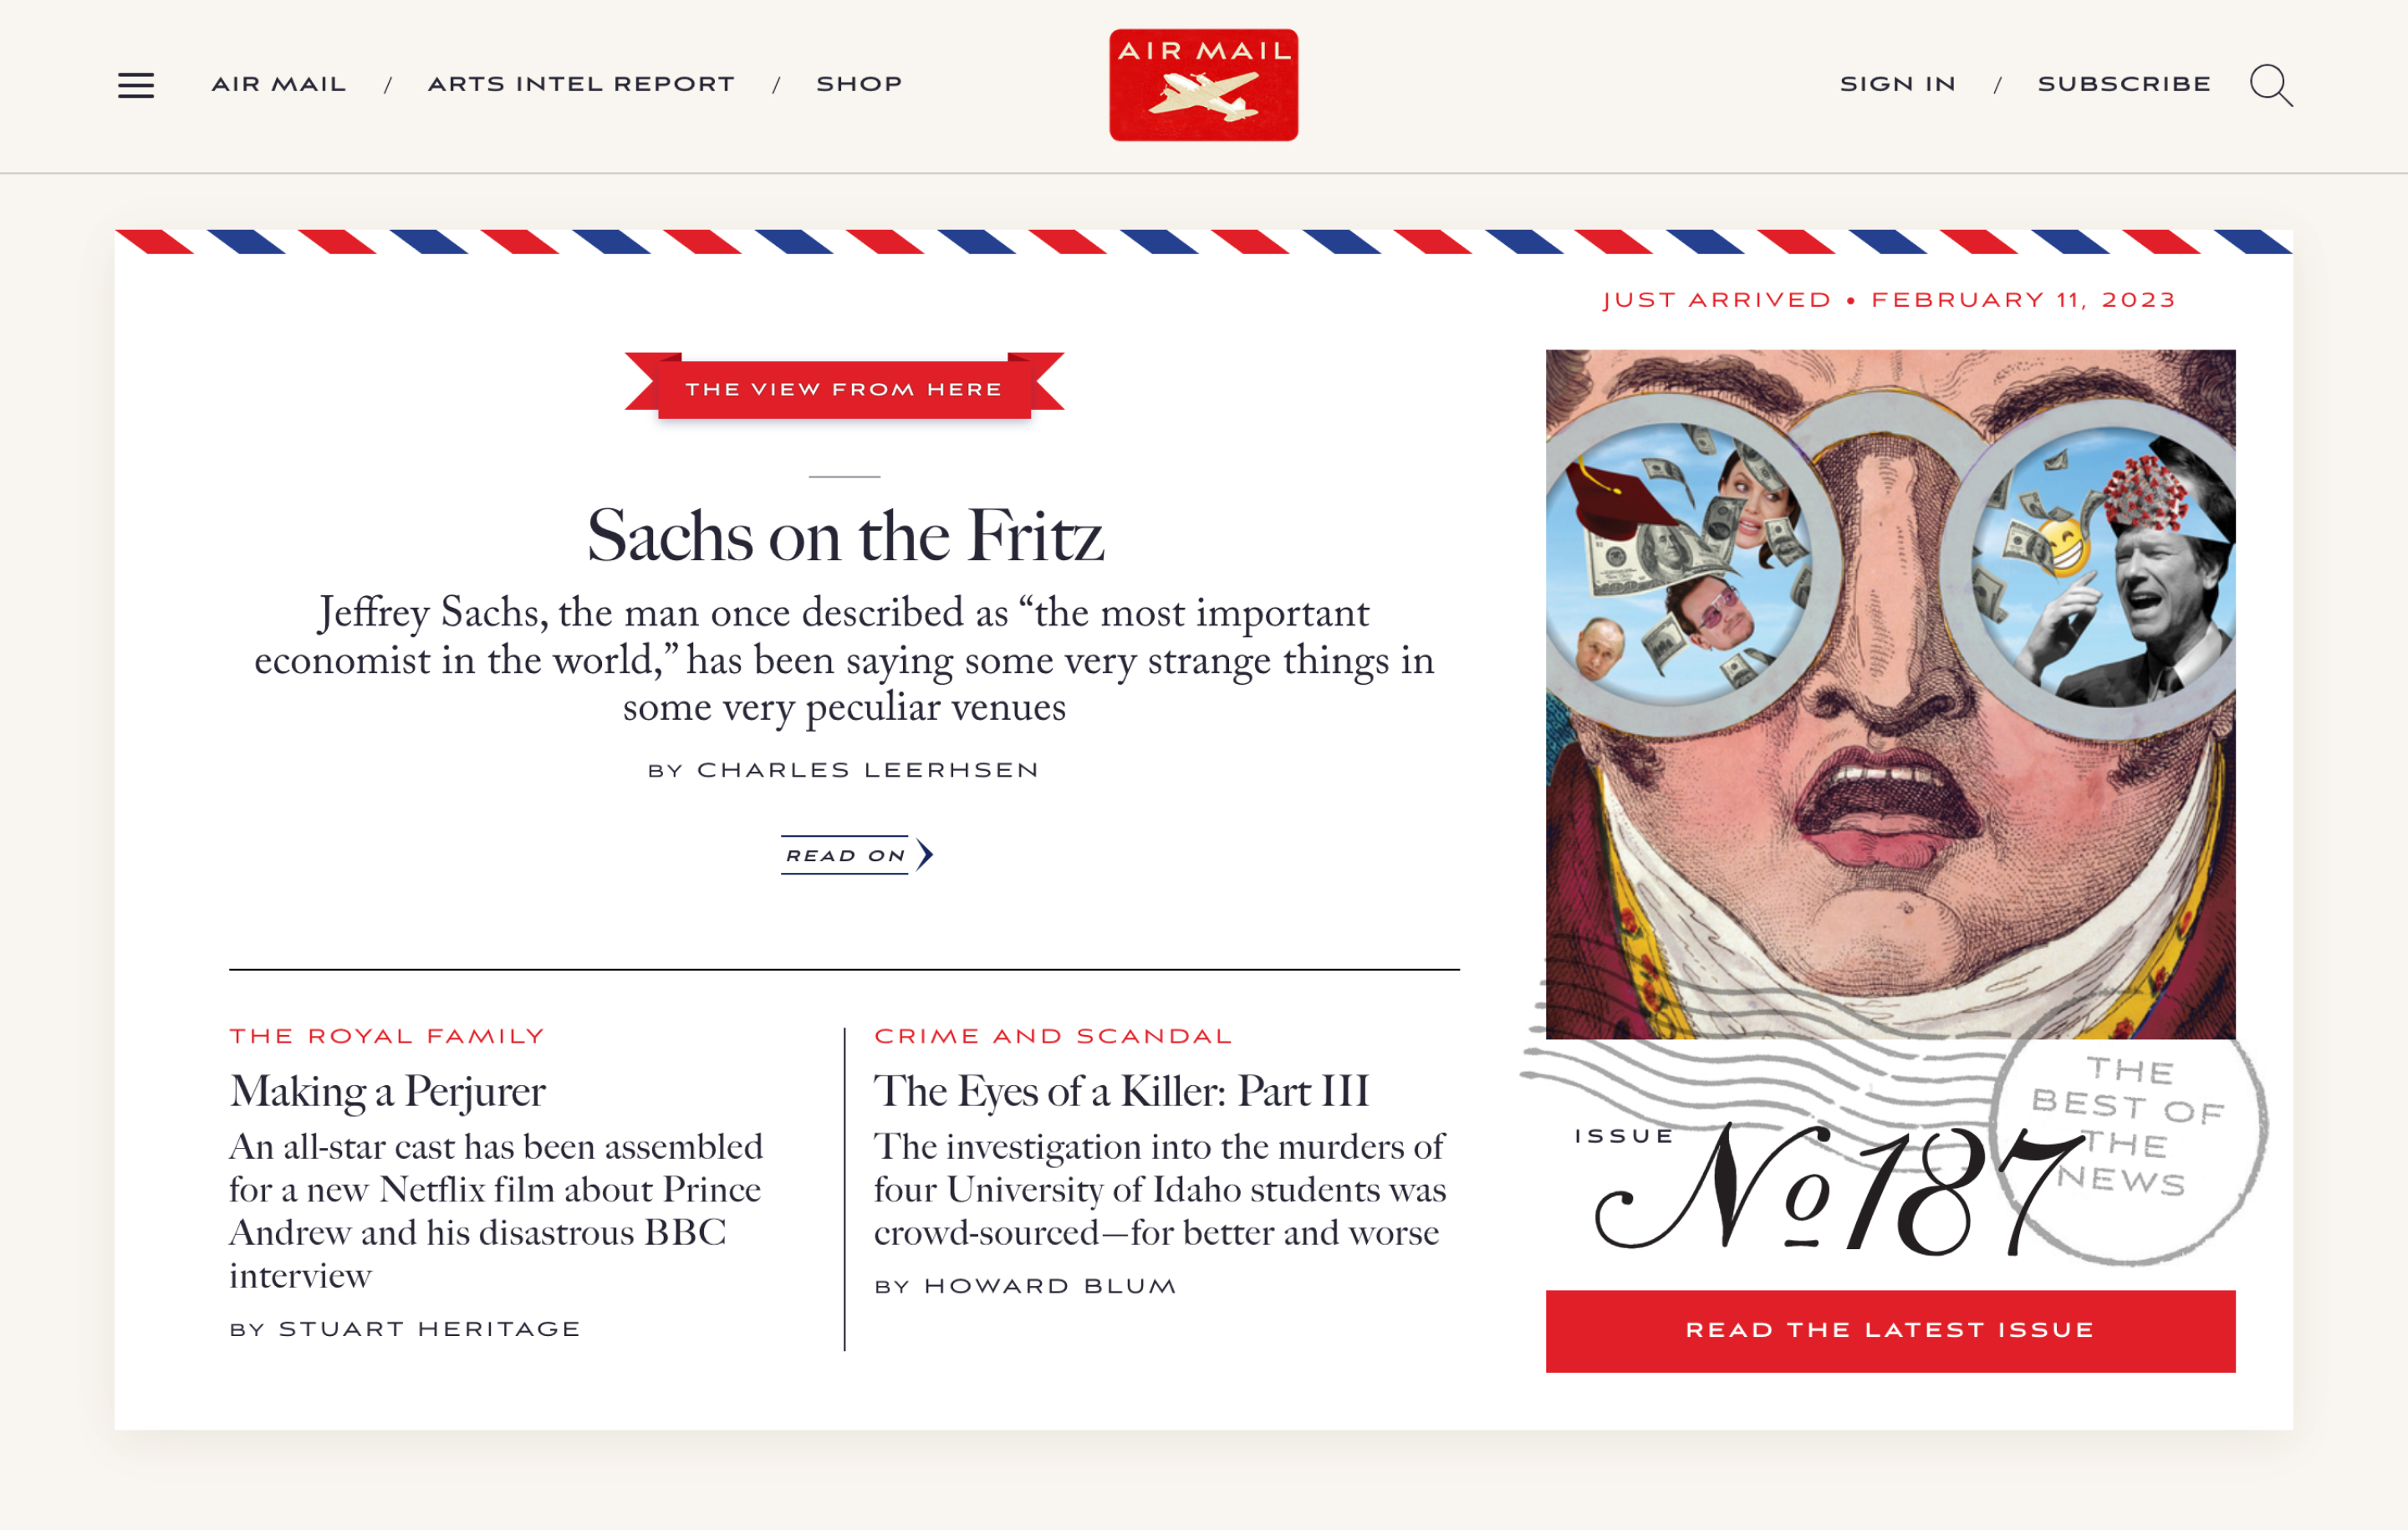 AIR MAIL / ARTS INTEL REPORT / SHOP
AIR MAIL
SIGN IN / SUBSCRIBE
JUST ARRIVED • FEBRUARY 11, 2023
THE VIEW FROM HERE
Sachs on the Fritz
Jeffrey Sachs, the man once described as “the most important
economist in the world,” has been saying some very strange things in
some very peculiar venues
BY CHARLES LEERHSEN
READ ON
THE ROYAL FAMILY
Making a Perjurer
An all-star cast has been assembled
for a new Netflix film about Prince
Andrew and his disastrous BBC
interview
BY STUART HERITAGE
CRIME AND SCANDAL
The Eyes of a Killer: Part III
The investigation into the murders of
four University of Idaho students was
crowd-sourced—for better and worse
BY HOWARD BLUM
THE
BEST OF
THE
NEWS
ISSUE
No 187
READ THE LATEST ISSUE